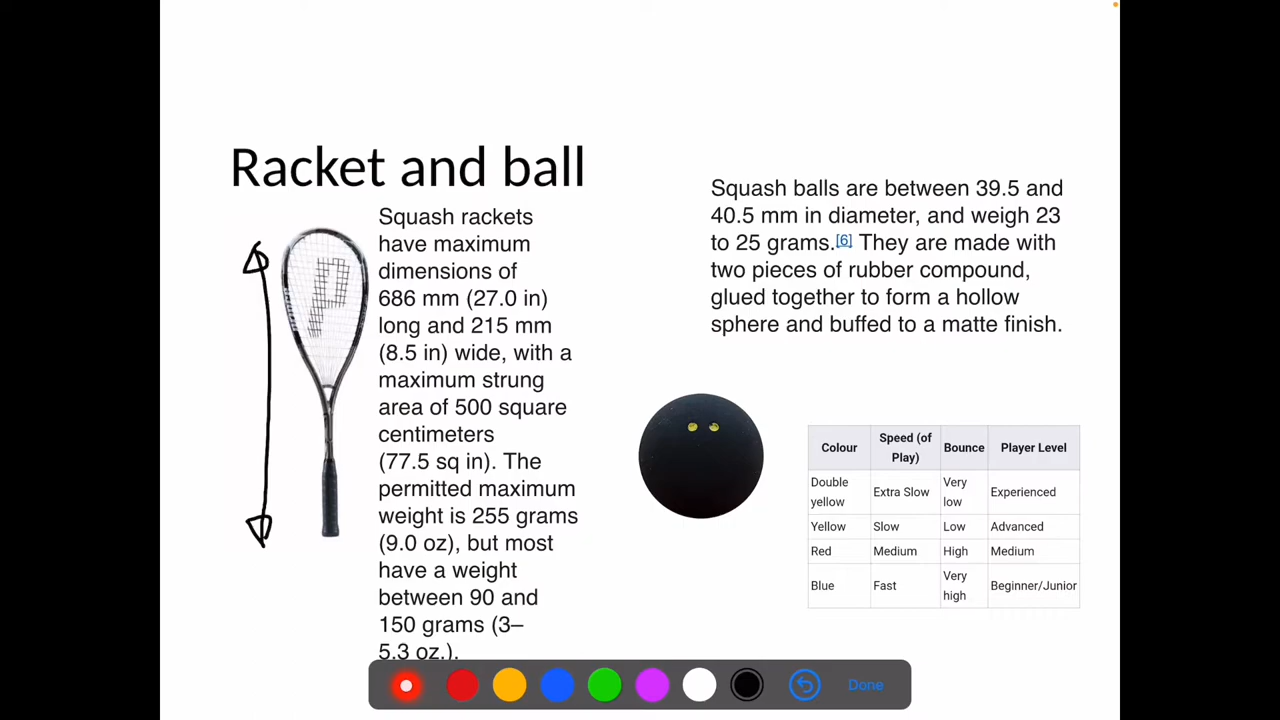 Racket and ball
Squash rackets
have maximum
dimensions of
686 mm (27.0 in)
long and 215 mm
(8.5 in) wide, with a
maximum strung
area of 500 square
centimeters
(77.5 sq in). The
permitted maximum
weight is 255 grams
(9.0 oz), but most
have a weight
between 90 and
150 grams (3–
5.3 oz.).
Squash balls are between 39.5 and
40.5 mm in diameter, and weigh 23
to 25 grams.[6] They are made with
two pieces of rubber compound,
glued together to form a hollow
sphere and buffed to a matte finish.
Colour Speed (of Play) Bounce Player Level
Double yellow Extra Slow Very low Experienced
Yellow Slow Low Advanced
Red Medium High Medium
Blue Fast Very high Beginner/Junior
Done